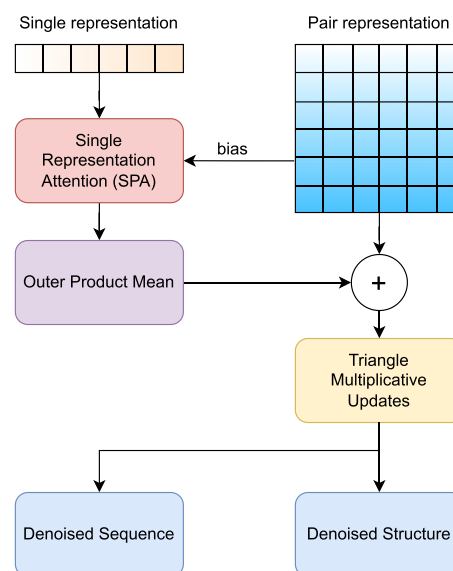 Single representation
Pair representation
Single
Representation
Attention (SPA)
bias
Outer Product Mean
+
Triangle
Multiplicative
Updates
Denoised Sequence
Denoised Structure